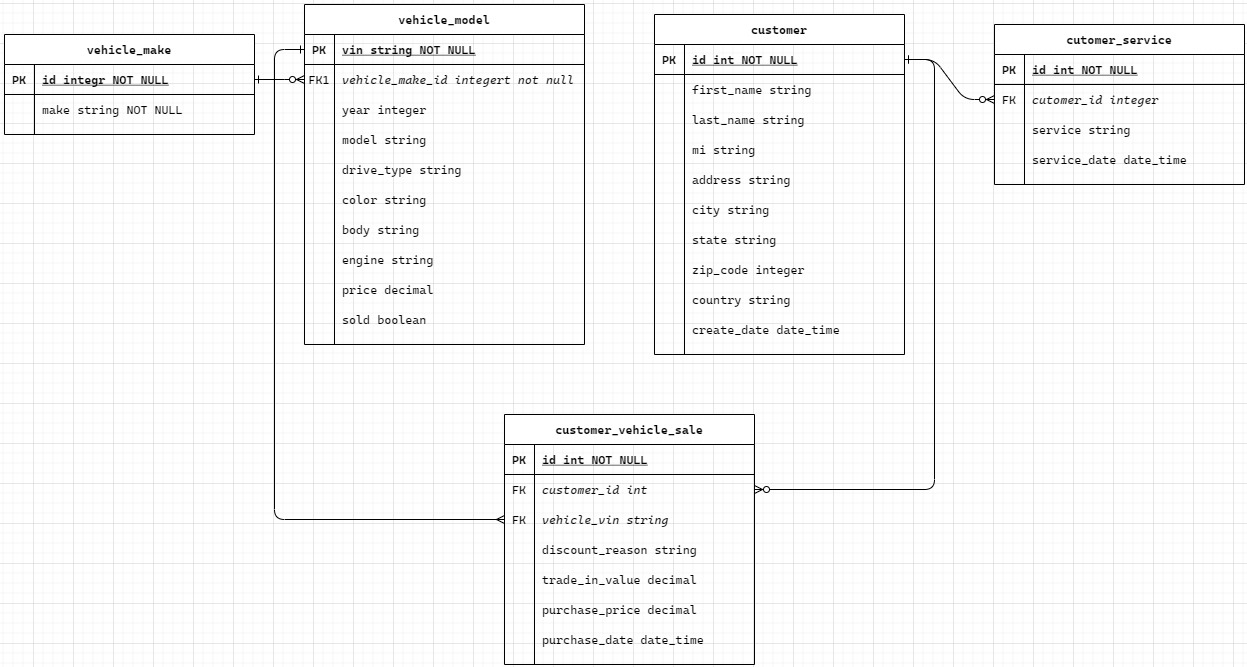 vehicle_make
PK id integr NOT NULL
make string NOT NULL
vehicle_model
PK vin string NOT NULL
FK1 vehicle_make_id integert not null
year integer
model string
drive_type string
color string
body string
engine string
price decimal
sold boolean
customer
PK id int NOT NULL
first_name string
last_name string
mi string
address string
city string
state string
zip_code integer
country string
create_date date_time
cutomer_service
PK id int NOT NULL
FK cutomer_id integer
service string
service_date date_time
customer_vehicle_sale
PK id int NOT NULL
FK customer_id int
FK vehicle_vin string
discount_reason string
trade_in_value decimal
purchase_price decimal
purchase_date date_time